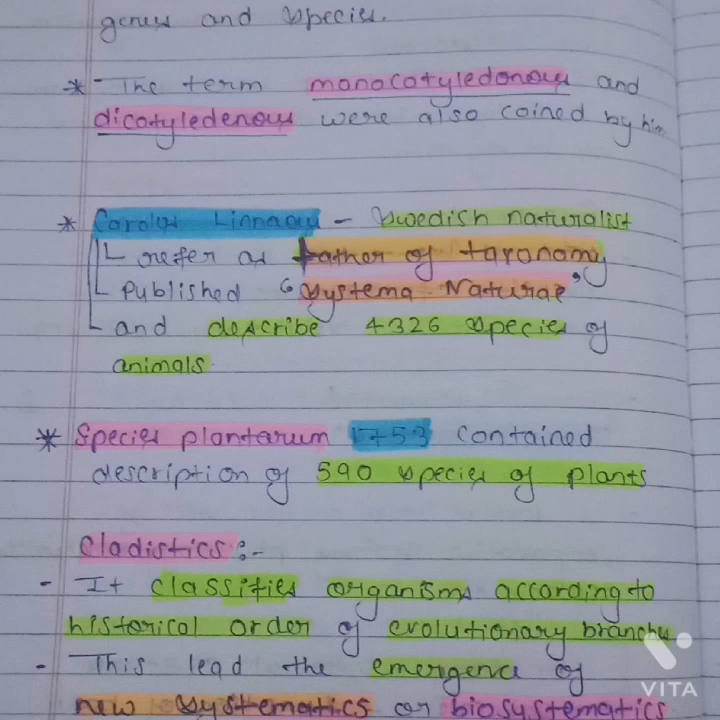 genus and species.
* - The term monocotyledonous and
dicotyledenous were also coined by him
* Carolus Linnaeus - Swedish naturalist
refer as father of taxonomy
Published "Systema Naturae"
and describe 4326 species of
animals.
* Species plantarum 1753 contained
description of 590 species of plants
Cladistics :-
- It classifies organisms according to
historical order of evolutionary branchs
- This lead the emergence of
new systematics or biosystematics
VITA